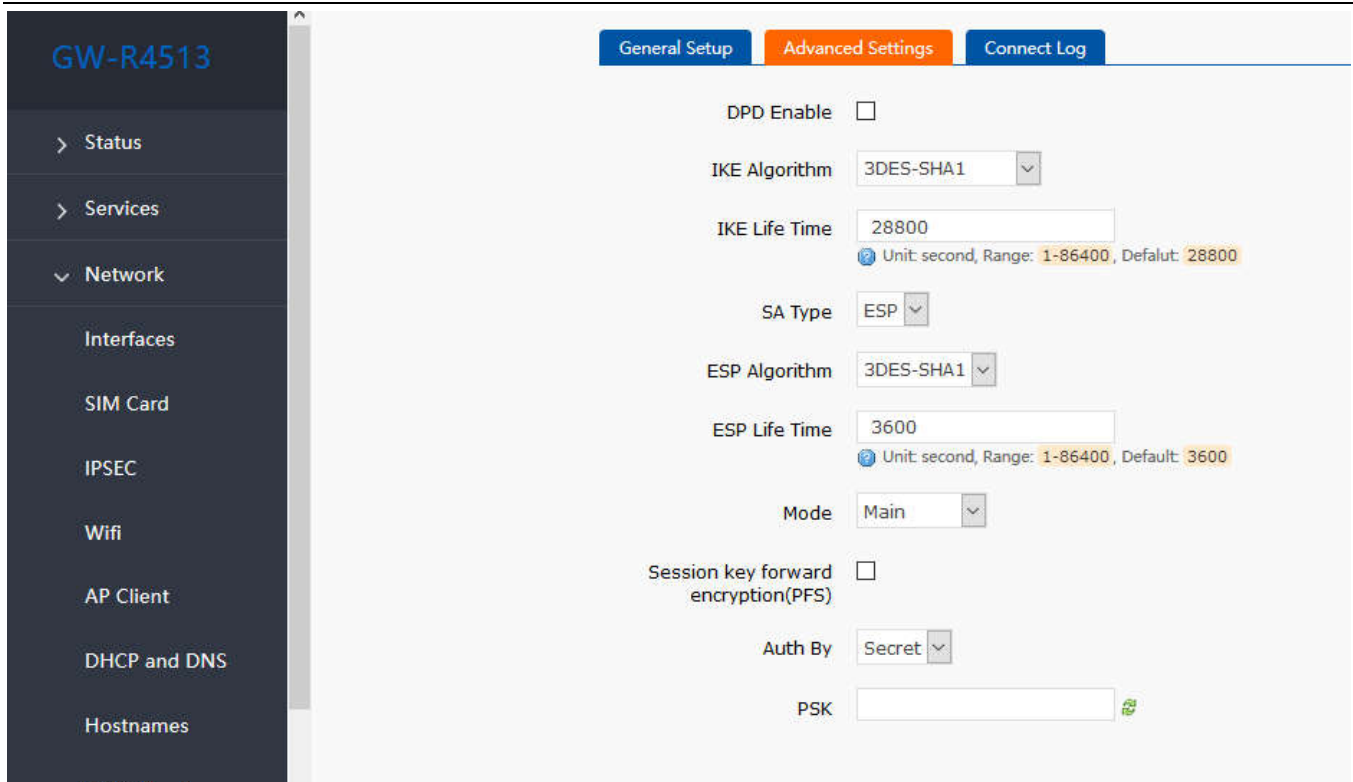 GW-R4513
Status
Services
Network
Interfaces
SIM Card
IPSEC
Wifi
AP Client
DHCP and DNS
Hostnames
General Setup
Advanced Settings
Connect Log
DPD Enable
IKE Algorithm 3DES-SHA1
IKE Life Time 28800
Unit: second, Range: 1-86400, Defalut: 28800
SA Type ESP
ESP Algorithm 3DES-SHA1
ESP Life Time 3600
Unit: second, Range: 1-86400, Default: 3600
Mode Main
Session key forward
encryption(PFS)
Auth By Secret
PSK